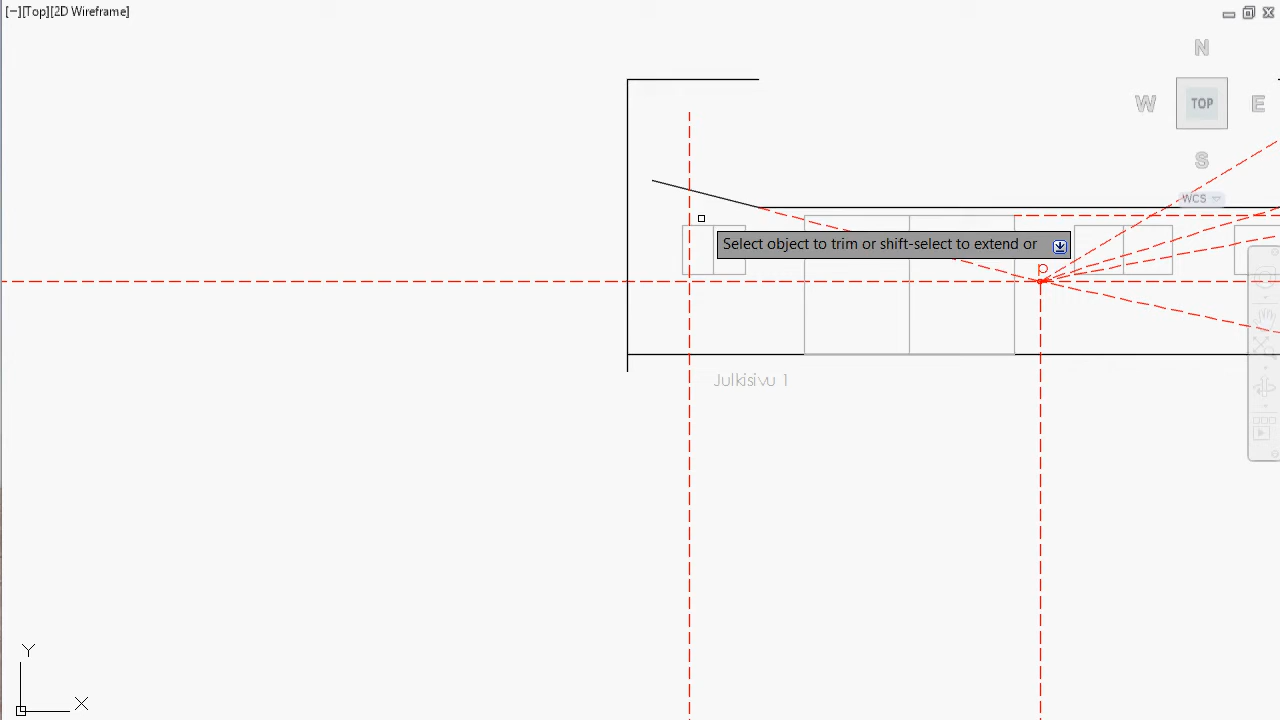 [−][Top][2D Wireframe]
N
W TOP E
S
WCS
Select object to trim or shift-select to extend or
p
Julkisivu 1
Y
X